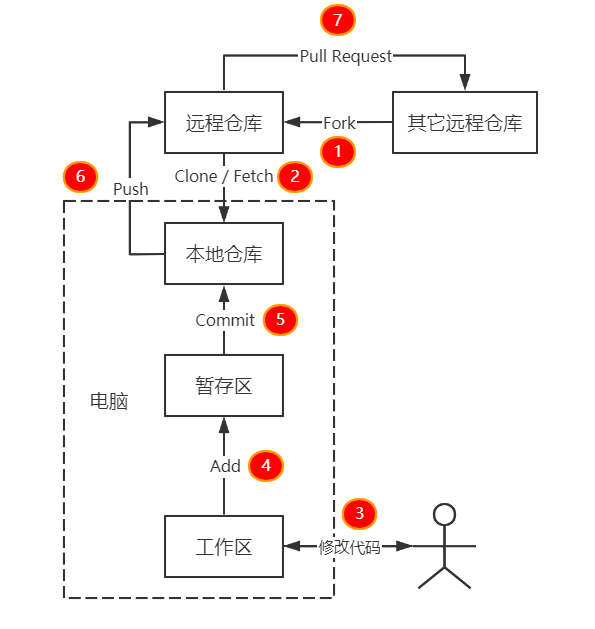 7
Pull Request
远程仓库
其它远程仓库
Fork
1
6
Clone / Fetch
2
Push
本地仓库
Commit
5
暂存区
电脑
Add
4
3
工作区
修改代码